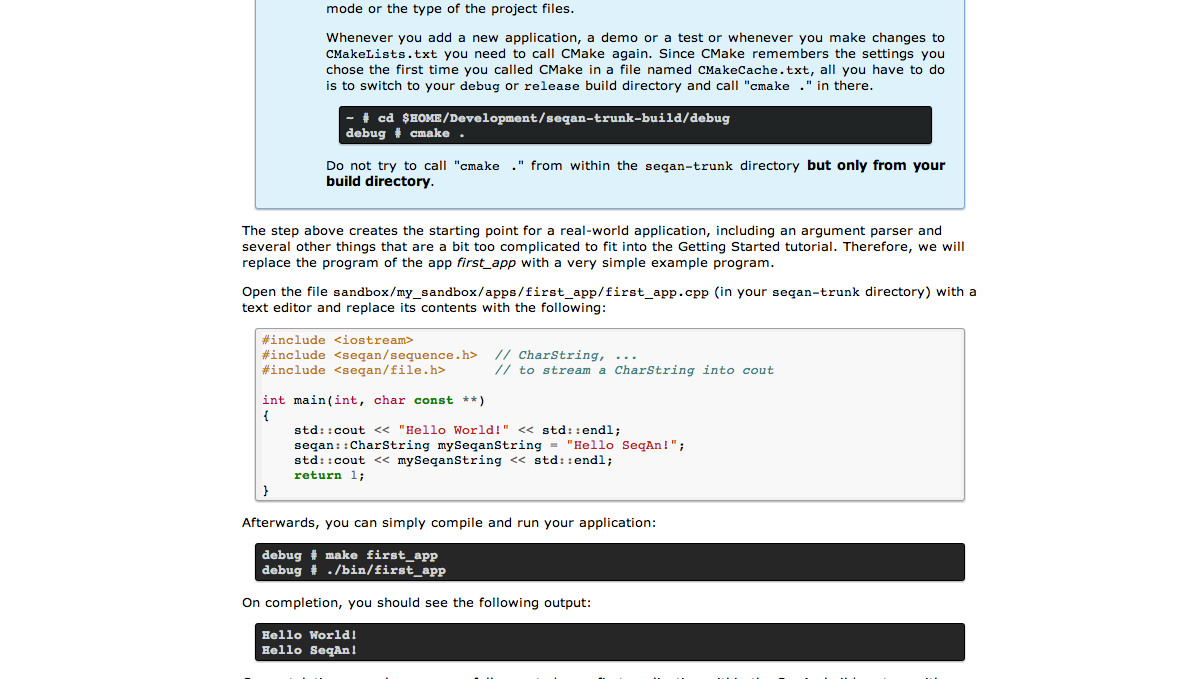 mode or the type of the project files.
Whenever you add a new application, a demo or a test or whenever you make changes to
CMakeLists.txt you need to call CMake again. Since CMake remembers the settings you
chose the first time you called CMake in a file named CMakeCache.txt, all you have to do
is to switch to your debug or release build directory and call "cmake ." in there.
~ # cd $HOME/Development/seqan-trunk-build/debug
debug # cmake .
Do not try to call "cmake ." from within the seqan-trunk directory but only from your
build directory.
The step above creates the starting point for a real-world application, including an argument parser and
several other things that are a bit too complicated to fit into the Getting Started tutorial. Therefore, we will
replace the program of the app first_app with a very simple example program.
Open the file sandbox/my_sandbox/apps/first_app/first_app.cpp (in your seqan-trunk directory) with a
text editor and replace its contents with the following:
#include <iostream>
#include <seqan/sequence.h>  // CharString, ...
#include <seqan/file.h>      // to stream a CharString into cout
int main(int, char const **)
{
    std::cout << "Hello World!" << std::endl;
    seqan::CharString mySeqanString = "Hello SeqAn!";
    std::cout << mySeqanString << std::endl;
    return 1;
}
Afterwards, you can simply compile and run your application:
debug # make first_app
debug # ./bin/first_app
On completion, you should see the following output:
Hello World!
Hello SeqAn!